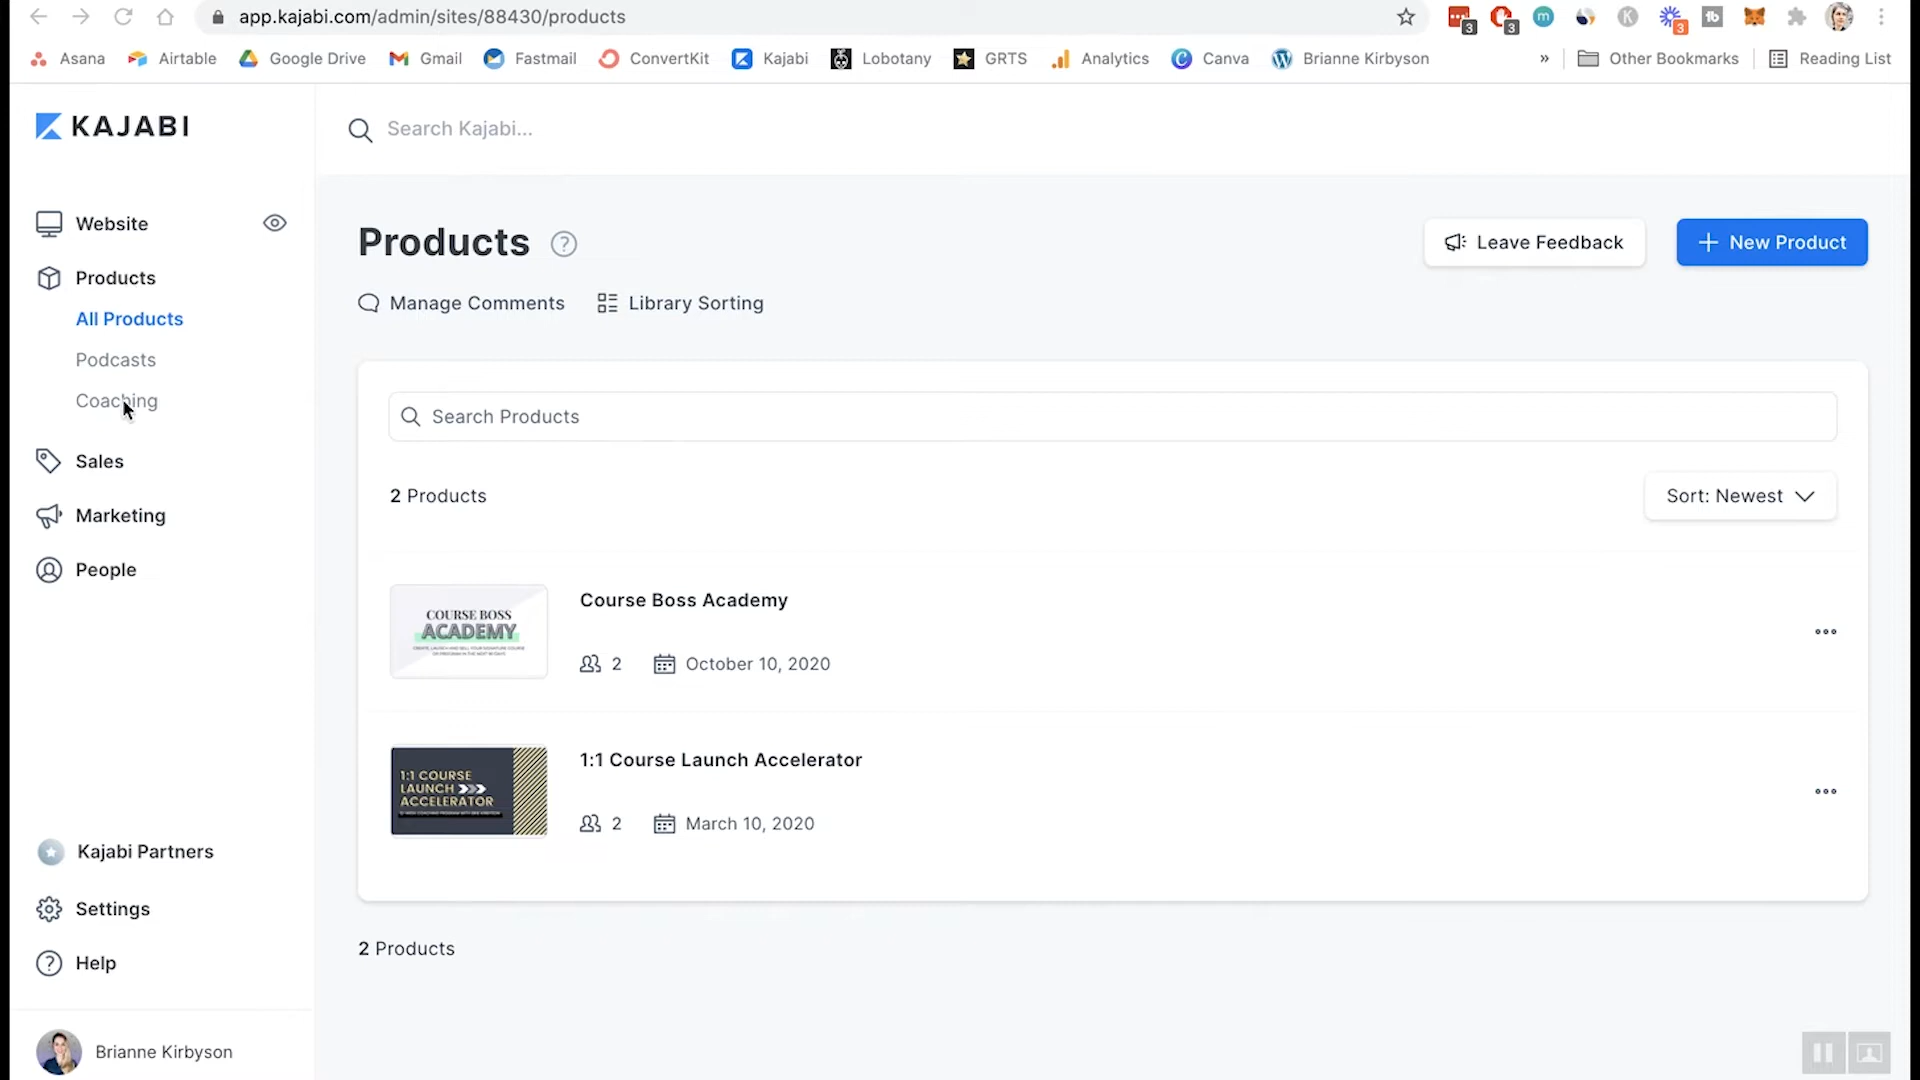 app.kajabi.com/admin/sites/88430/products
3
3
m
K
3
tb
Asana
Airtable
Google Drive
Gmail
Fastmail
ConvertKit
Kajabi
Lobotany
GRTS
Analytics
Canva
Brianne Kirbyson
»
Other Bookmarks
Reading List
KAJABI
Search Kajabi...
Website
Products
All Products
Podcasts
Coaching
Sales
Marketing
People
Kajabi Partners
Settings
Help
Brianne Kirbyson
Products
Leave Feedback
+ New Product
Manage Comments
Library Sorting
Search Products
2 Products
Sort: Newest
COURSE BOSS
ACADEMY
Course Boss Academy
2
October 10, 2020
1:1 COURSE
LAUNCH
ACCELERATOR
1:1 Course Launch Accelerator
2
March 10, 2020
2 Products